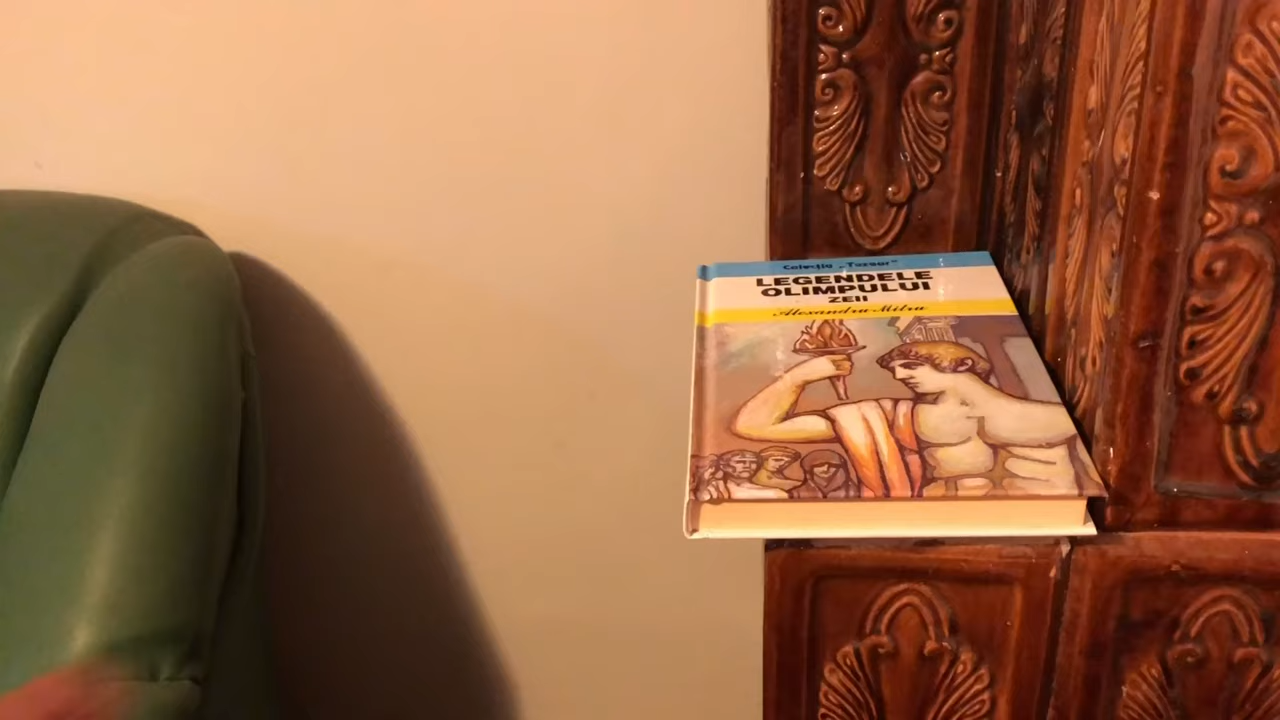 Colecția „Tezaur"
LEGENDELE
OLIMPULUI
ZEII
Alexandru Mitru